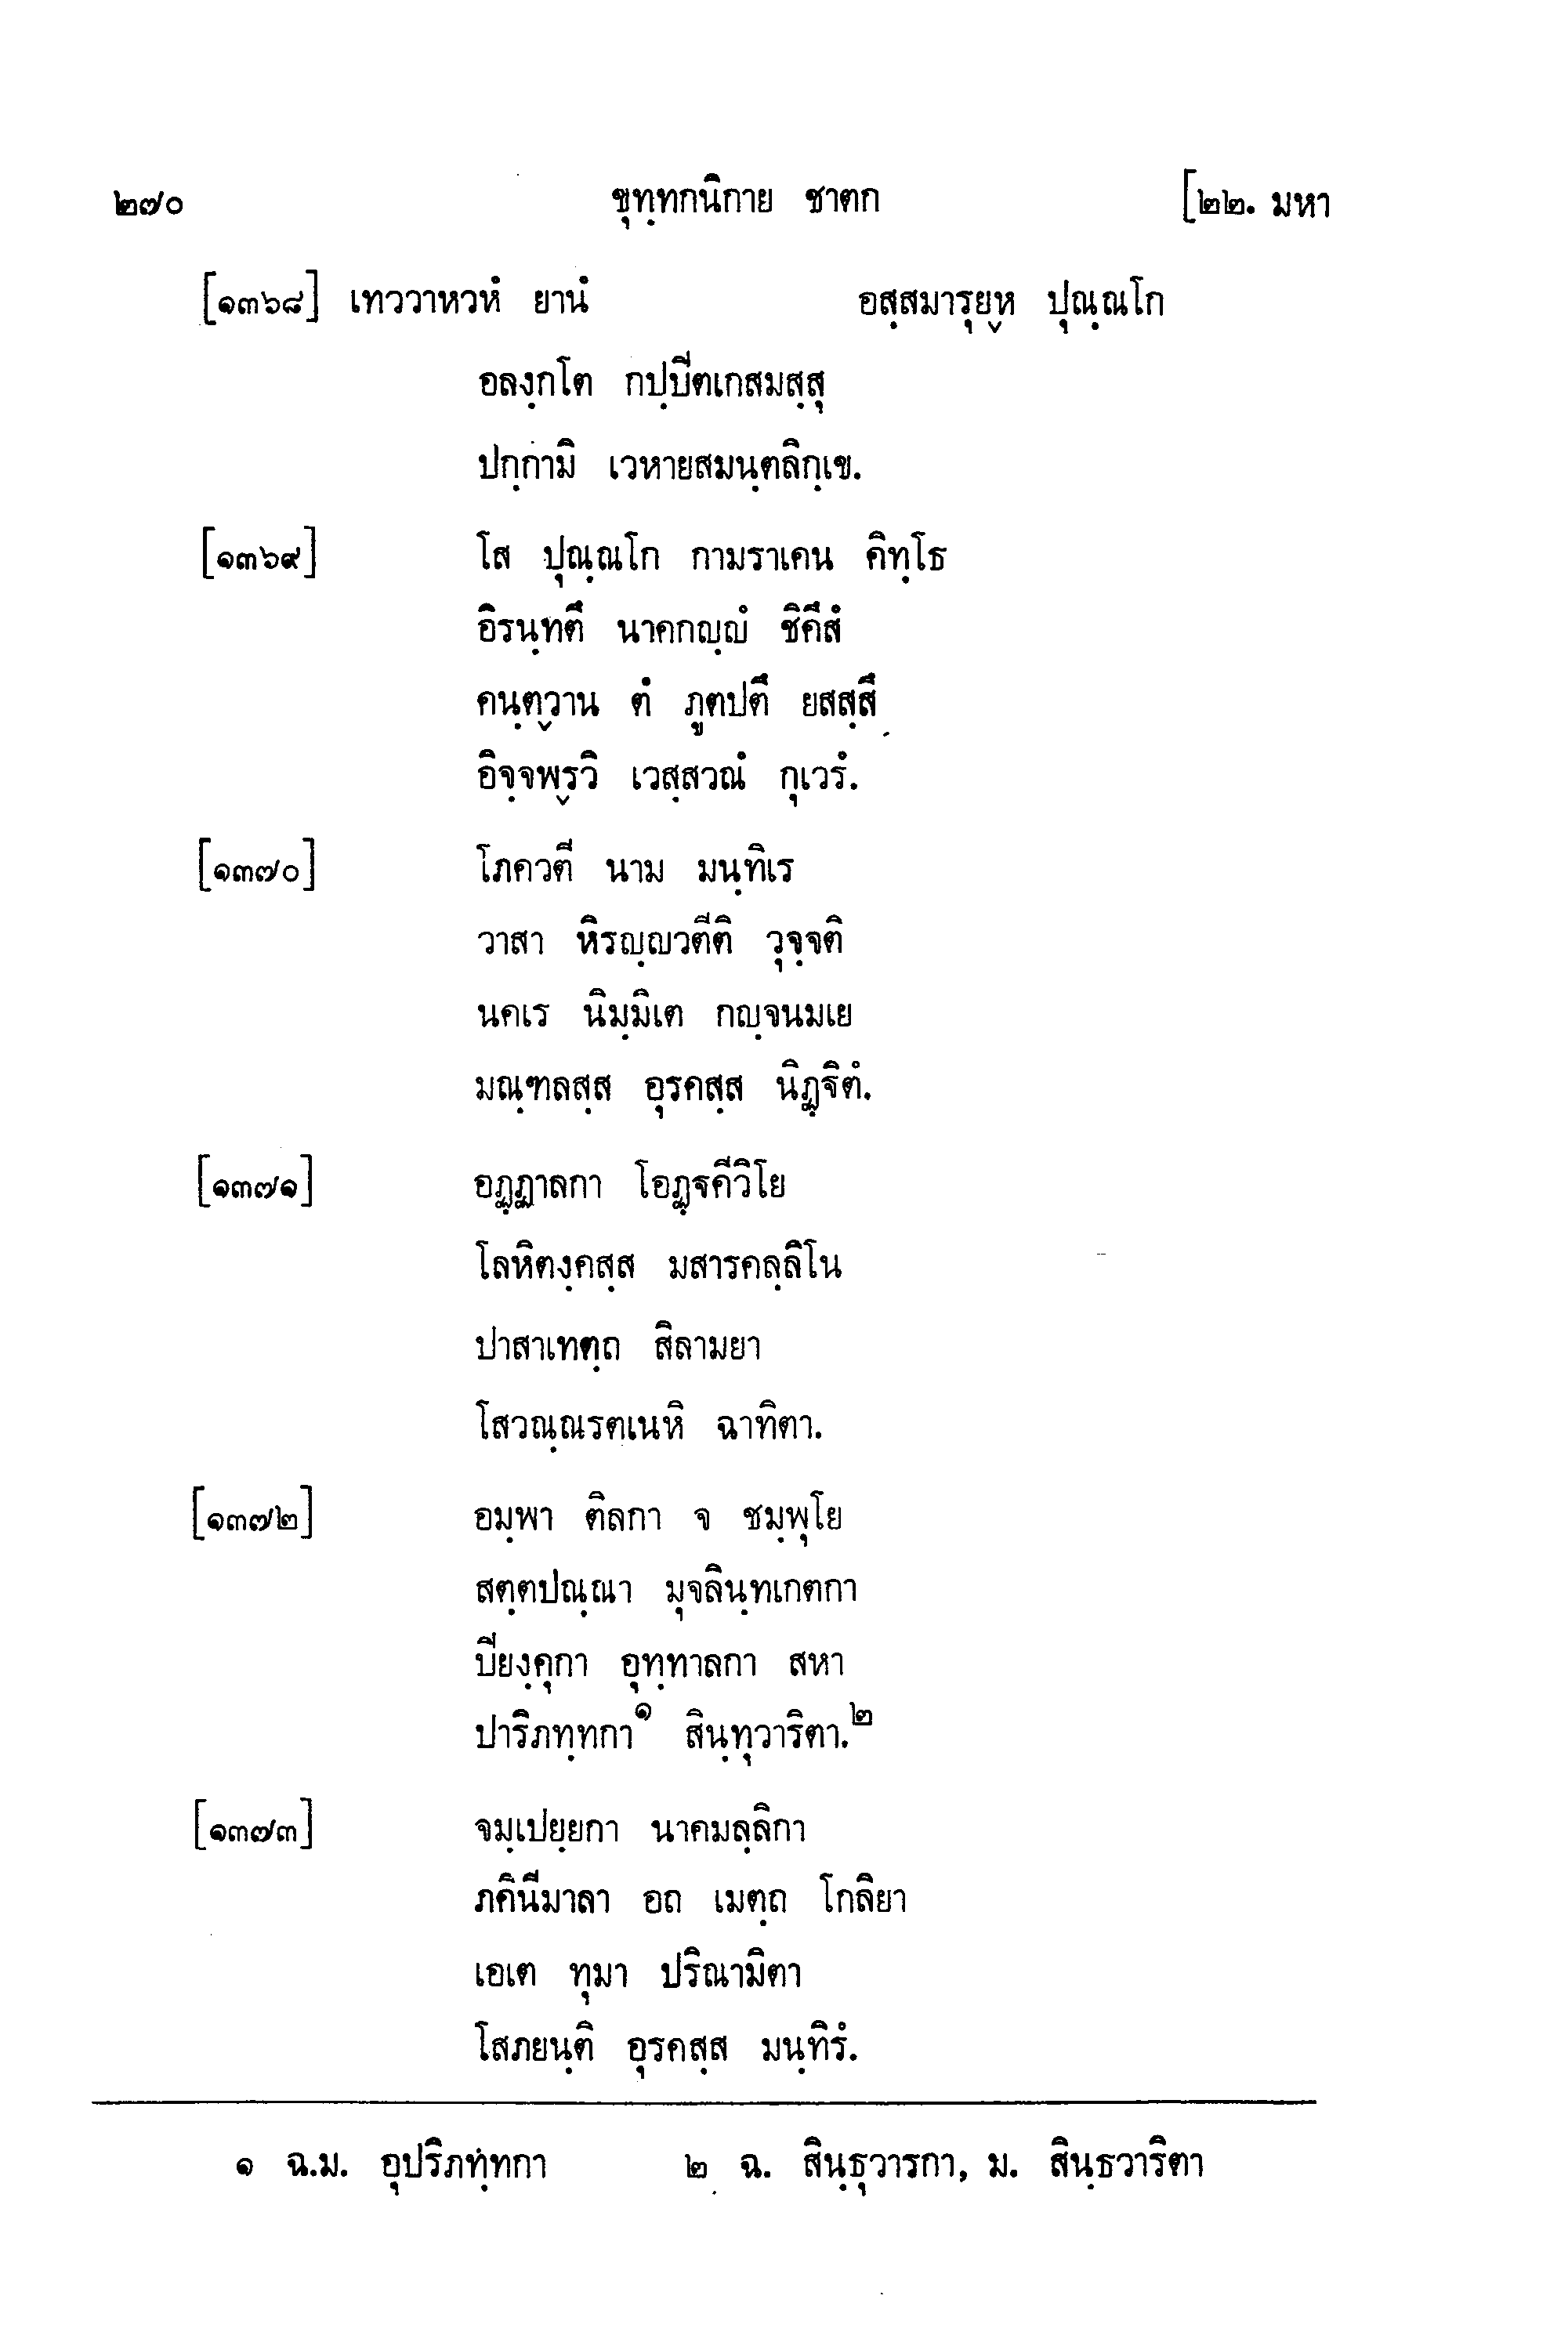 ๒๗๐ ขุทฺทกนิกาย ชาตก [๒๒. มหา
[๑๓๖๘] เทววาหวหํ ยานํ อสฺสมารุยฺห ปุณฺณโก
อลงฺกโต กปฺปิตเกสมสฺสุ
ปกฺกามิ เวหายสมนฺตลิกฺเข.
[๑๓๖๙] โส ปุณฺณโก กามราเคน คิทฺโธ
อิรนฺทตึ นาคกญฺญํ ชิคึสํ
คนฺตฺวาน ตํ ภูตปตึ ยสสฺสึ
อิจฺจพฺรวิ เวสฺสวณํ กุเวรํ.
[๑๓๗๐] โภควตี นาม มนฺทิเร
วาสา หิรญฺญวตีติ วุจฺจติ
นคเร นิมฺมิเต กญฺจนมเย
มณฺฑลสฺส อุรคสฺส นิฏฺฐิตํ.
[๑๓๗๑] อฏฺฏาลกา โอฏฺฐคีวิโย
โลหิตงฺคสฺส มสารคลฺลิโน
ปาสาเทตฺถ สิลามยา
โสวณฺณรตเนหิ ฉาทิตา.
[๑๓๗๒] อมฺพา ติลกา จ ชมฺพุโย
สตฺตปณฺณา มุจลินฺทเกตกา
ปิยงฺคุกา อุทฺทาลกา สหา
ปาริภทฺทกา๑ สินฺทุวาริตา.๒
[๑๓๗๓] จมฺเปยฺยกา นาคมลฺลิกา
ภคินีมาลา อถ เมตฺถ โกลิยา
เอเต ทุมา ปริณามิตา
โสภยนฺติ อุรคสฺส มนฺทิรํ.
๑ ฉ.ม. อุปริภทฺทกา ๒ ฉ. สินฺธุวารกา, ม. สินฺธวาริตา